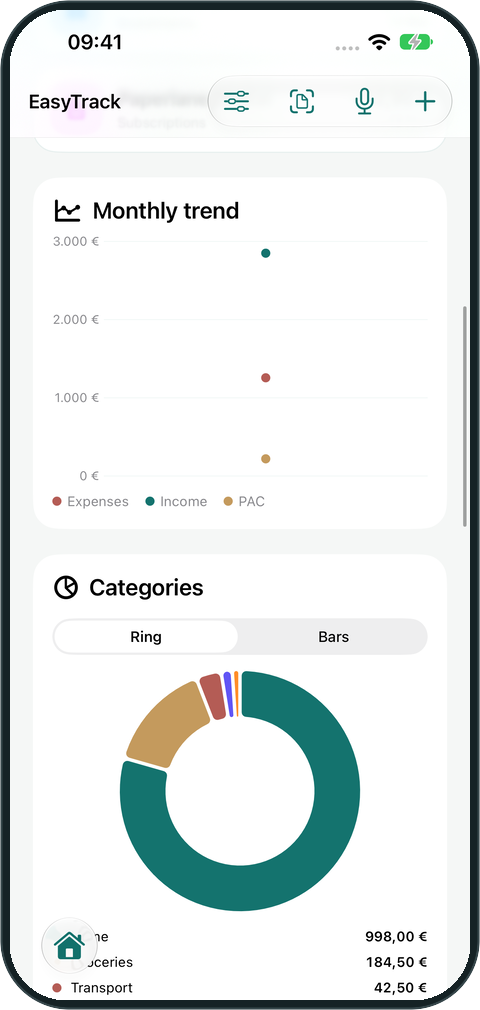 09:41
EasyTrack
Subscriptions
Monthly trend
3.000 €
2.000 €
1.000 €
0 €
Expenses Income PAC
Categories
Ring Bars
998,00 €
184,50 €
Transport 42,50 €